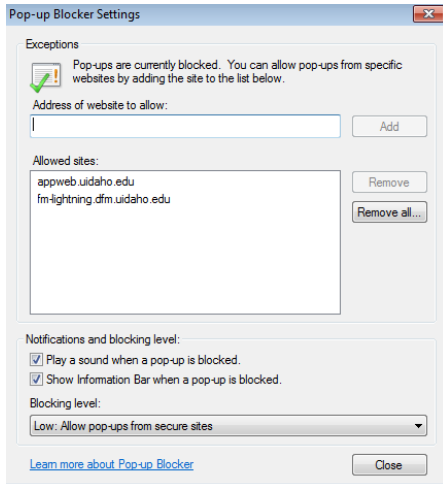 Pop-up Blocker Settings
Exceptions
Pop-ups are currently blocked. You can allow pop-ups from specific
websites by adding the site to the list below.
Address of website to allow:
Add
Allowed sites:
appweb.uidaho.edu
fm-lightning.dfm.uidaho.edu
Remove
Remove all...
Notifications and blocking level:
Play a sound when a pop-up is blocked.
Show Information Bar when a pop-up is blocked.
Blocking level:
Low: Allow pop-ups from secure sites
Learn more about Pop-up Blocker
Close